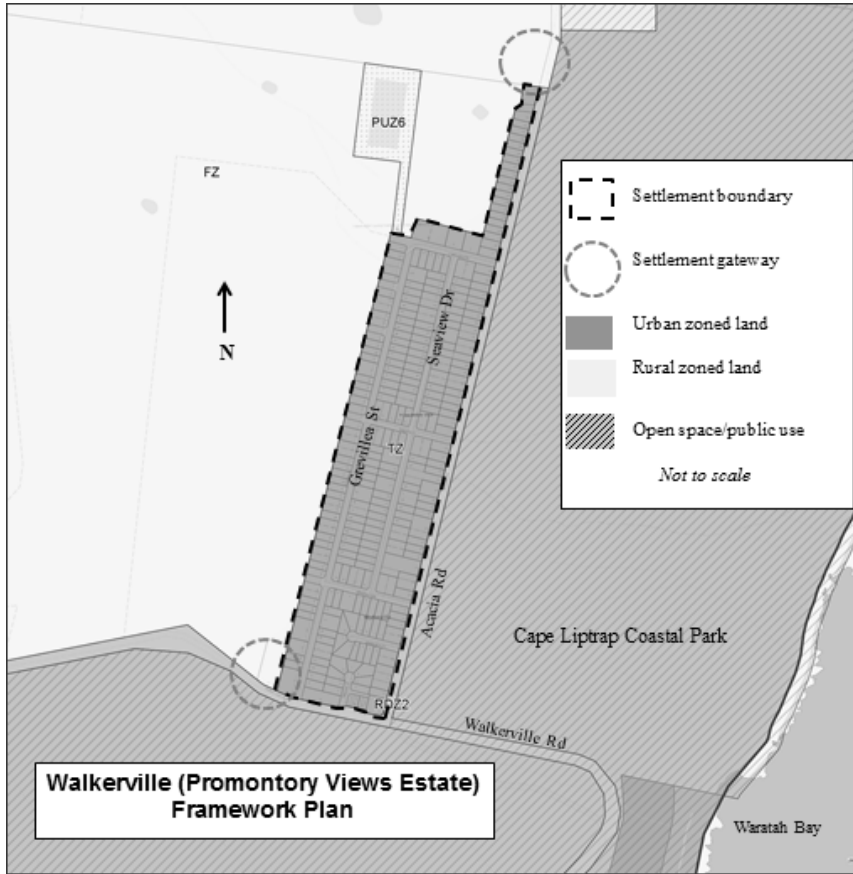 PUZ6
FZ
Settlement boundary
Settlement gateway
Urban zoned land
Rural zoned land
Open space/public use
Not to scale
N
Seaview Dr
Grevillea St
TZ
Acacia Rd
Cape Liptrap Coastal Park
RDZ2
Walkerville Rd
Walkerville (Promontory Views Estate)
Framework Plan
Waratah Bay